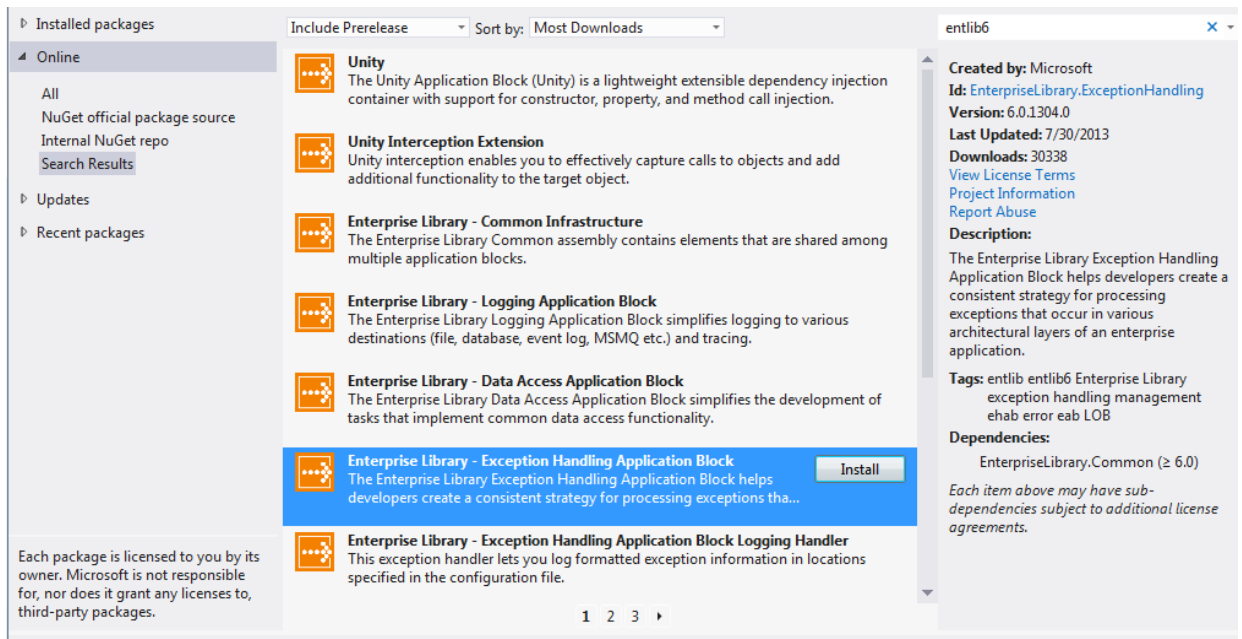 Installed packages
Online
All
NuGet official package source
Internal NuGet repo
Search Results
Updates
Recent packages
Each package is licensed to you by its
owner. Microsoft is not responsible
for, nor does it grant any licenses to,
third-party packages.
Include Prerelease
Sort by: Most Downloads
Unity
The Unity Application Block (Unity) is a lightweight extensible dependency injection
container with support for constructor, property, and method call injection.
Unity Interception Extension
Unity interception enables you to effectively capture calls to objects and add
additional functionality to the target object.
Enterprise Library - Common Infrastructure
The Enterprise Library Common assembly contains elements that are shared among
multiple application blocks.
Enterprise Library - Logging Application Block
The Enterprise Library Logging Application Block simplifies logging to various
destinations (file, database, event log, MSMQ etc.) and tracing.
Enterprise Library - Data Access Application Block
The Enterprise Library Data Access Application Block simplifies the development of
tasks that implement common data access functionality.
Enterprise Library - Exception Handling Application Block
The Enterprise Library Exception Handling Application Block helps
developers create a consistent strategy for processing exceptions tha...
Install
Enterprise Library - Exception Handling Application Block Logging Handler
This exception handler lets you log formatted exception information in locations
specified in the configuration file.
1 2 3
entlib6
Created by: Microsoft
Id: EnterpriseLibrary.ExceptionHandling
Version: 6.0.1304.0
Last Updated: 7/30/2013
Downloads: 30338
View License Terms
Project Information
Report Abuse
Description:
The Enterprise Library Exception Handling
Application Block helps developers create a
consistent strategy for processing
exceptions that occur in various
architectural layers of an enterprise
application.
Tags: entlib entlib6 Enterprise Library
exception handling management
ehab error eab LOB
Dependencies:
EnterpriseLibrary.Common (≥ 6.0)
Each item above may have sub-
dependencies subject to additional license
agreements.